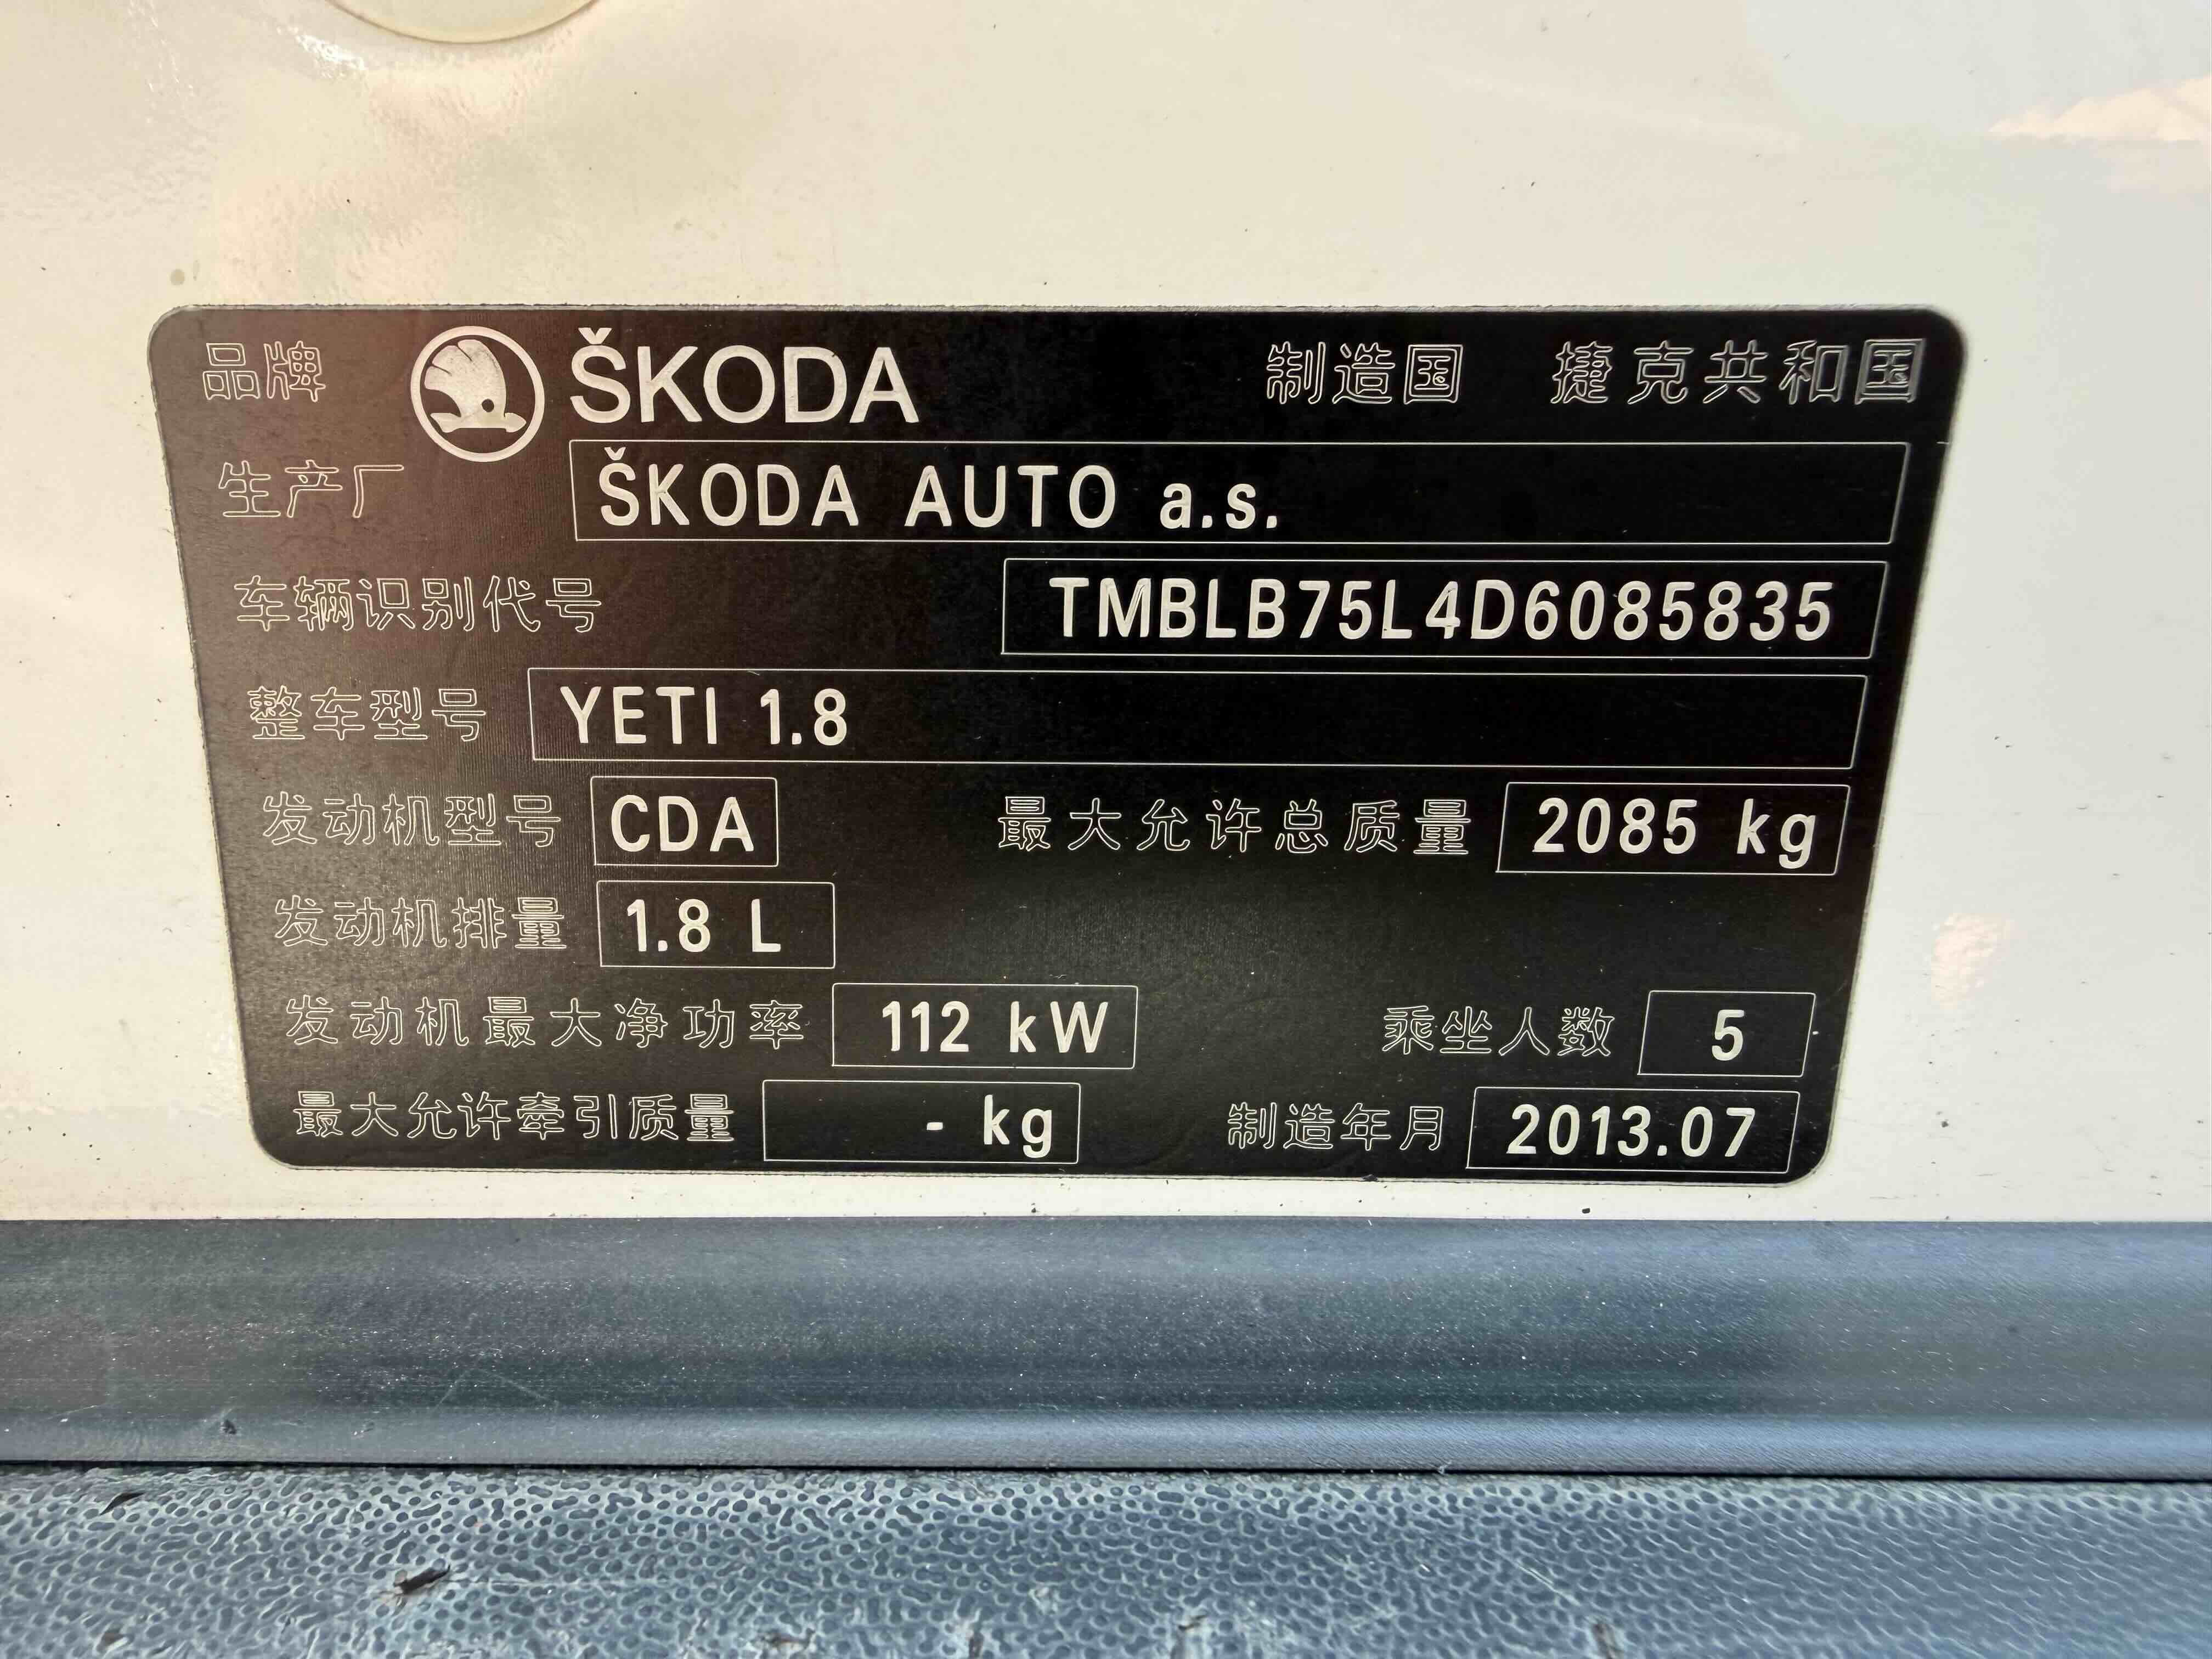 品牌 ŠKODA 制造国 捷克共和国
生产厂 ŠKODA AUTO a.s.
车辆识别代号 TMBLB75L4D6085835
整车型号 YETI 1.8
发动机型号 CDA 最大允许总质量 2085 kg
发动机排量 1.8 L
发动机最大净功率 112 kW 乘坐人数 5
最大允许牵引质量 - kg 制造年月 2013.07